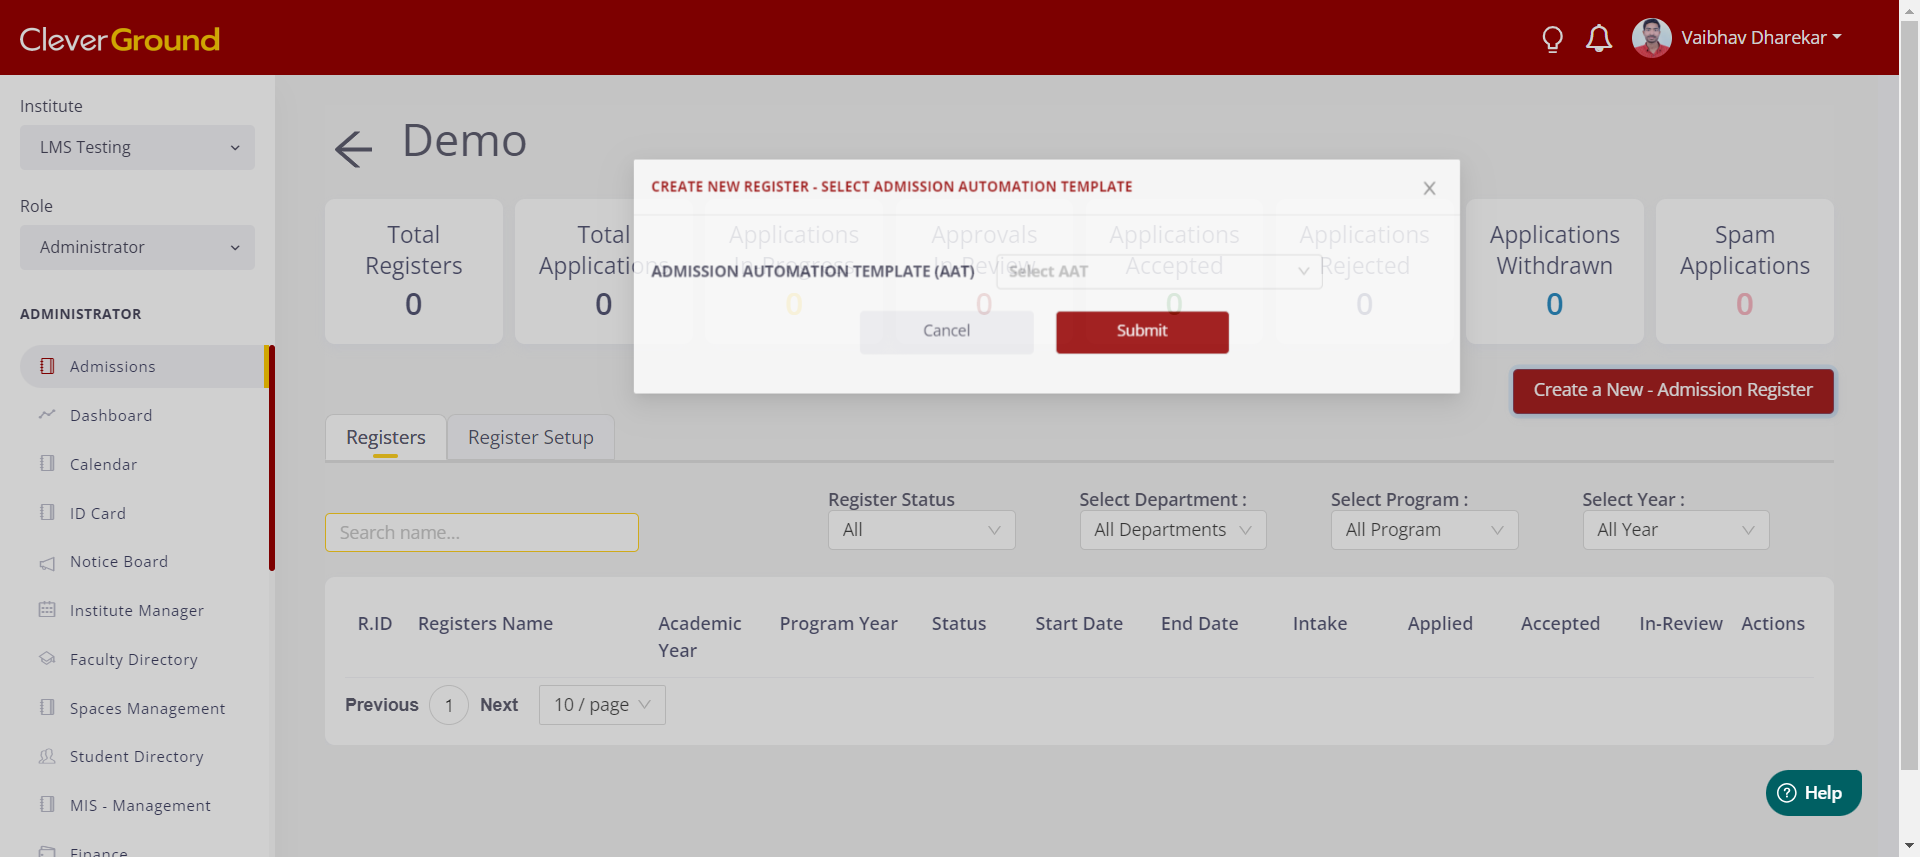 CleverGround
Vaibhav Dharekar
Institute
LMS Testing
Role
Administrator
ADMINISTRATOR
Admissions
Dashboard
Calendar
ID Card
Notice Board
Institute Manager
Faculty Directory
Spaces Management
Student Directory
MIS - Management
Finance
Demo
CREATE NEW REGISTER - SELECT ADMISSION AUTOMATION TEMPLATE
X
ADMISSION AUTOMATION TEMPLATE (AAT)
Select AAT
Cancel
Submit
Total
Registers
0
Total
Applications
0
Applications
In Progress
0
Approvals
In Review
0
Applications
Accepted
0
Applications
Rejected
0
Applications
Withdrawn
0
Spam
Applications
0
Create a New - Admission Register
Registers
Register Setup
Search name...
Register Status
All
Select Department :
All Departments
Select Program :
All Program
Select Year :
All Year
R.ID
Registers Name
Academic
Year
Program Year
Status
Start Date
End Date
Intake
Applied
Accepted
In-Review
Actions
Previous
1
Next
10 / page
? Help